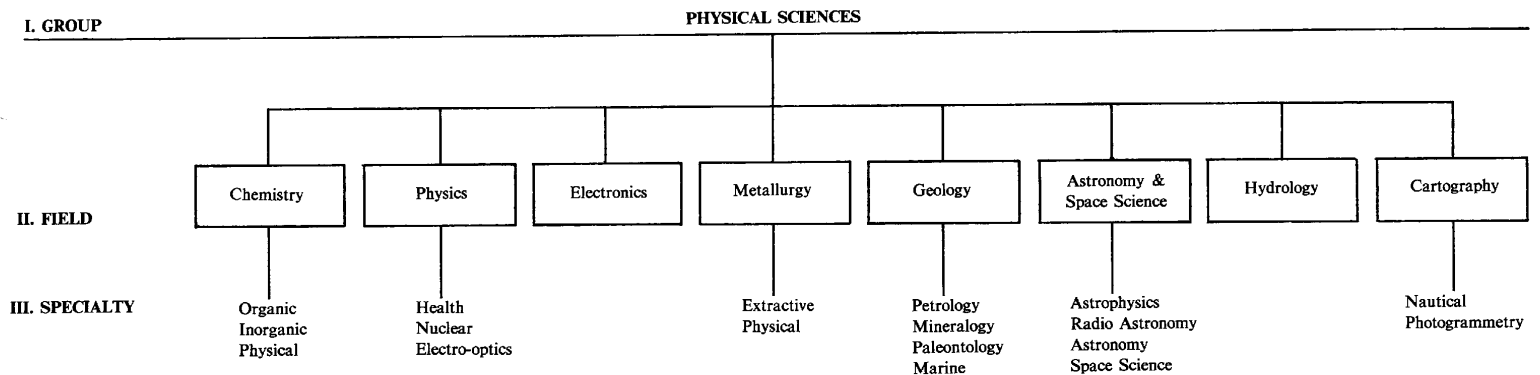 I. GROUP
PHYSICAL SCIENCES
II. FIELD
Chemistry
Physics
Electronics
Metallurgy
Geology
Astronomy &
Space Science
Hydrology
Cartography
III. SPECIALTY
Organic
Inorganic
Physical
Health
Nuclear
Electro-optics
Extractive
Physical
Petrology
Mineralogy
Paleontology
Marine
Astrophysics
Radio Astronomy
Astronomy
Space Science
Nautical
Photogrammetry